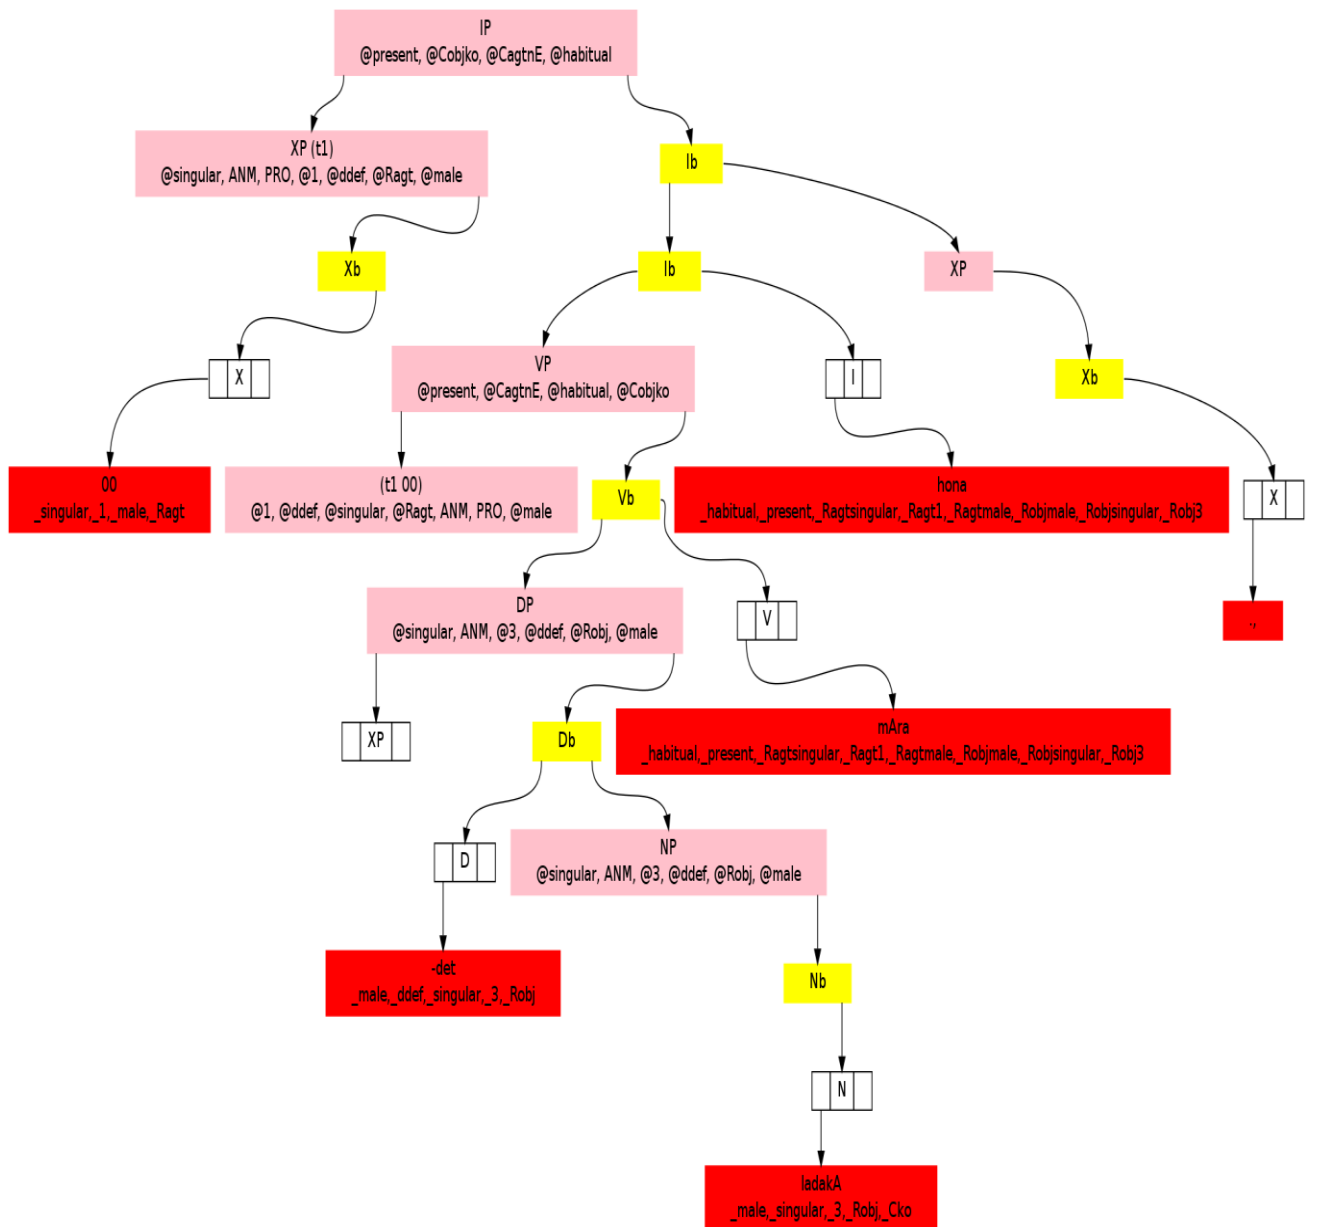 IP
@present, @Cobjko, @CagtnE, @habitual
XP (t1)
@singular, ANM, PRO, @1, @ddef, @Ragt, @male
Ib
Xb
Ib
XP
X
VP
@present, @CagtnE, @habitual, @Cobjko
I
Xb
00
_singular,_1,_male,_Ragt
(t1 00)
@1, @ddef, @singular, @Ragt, ANM, PRO, @male
Vb
hona
_habitual,_present,_Ragtsingular,_Ragt1,_Ragtmale,_Robjmale,_Robjsingular,_Robj3
X
DP
@singular, ANM, @3, @ddef, @Robj, @male
V
.,
XP
Db
mAra
_habitual,_present,_Ragtsingular,_Ragt1,_Ragtmale,_Robjmale,_Robjsingular,_Robj3
D
NP
@singular, ANM, @3, @ddef, @Robj, @male
-det
_male,_ddef,_singular,_3,_Robj
Nb
N
ladakA
_male,_singular,_3,_Robj,_Cko